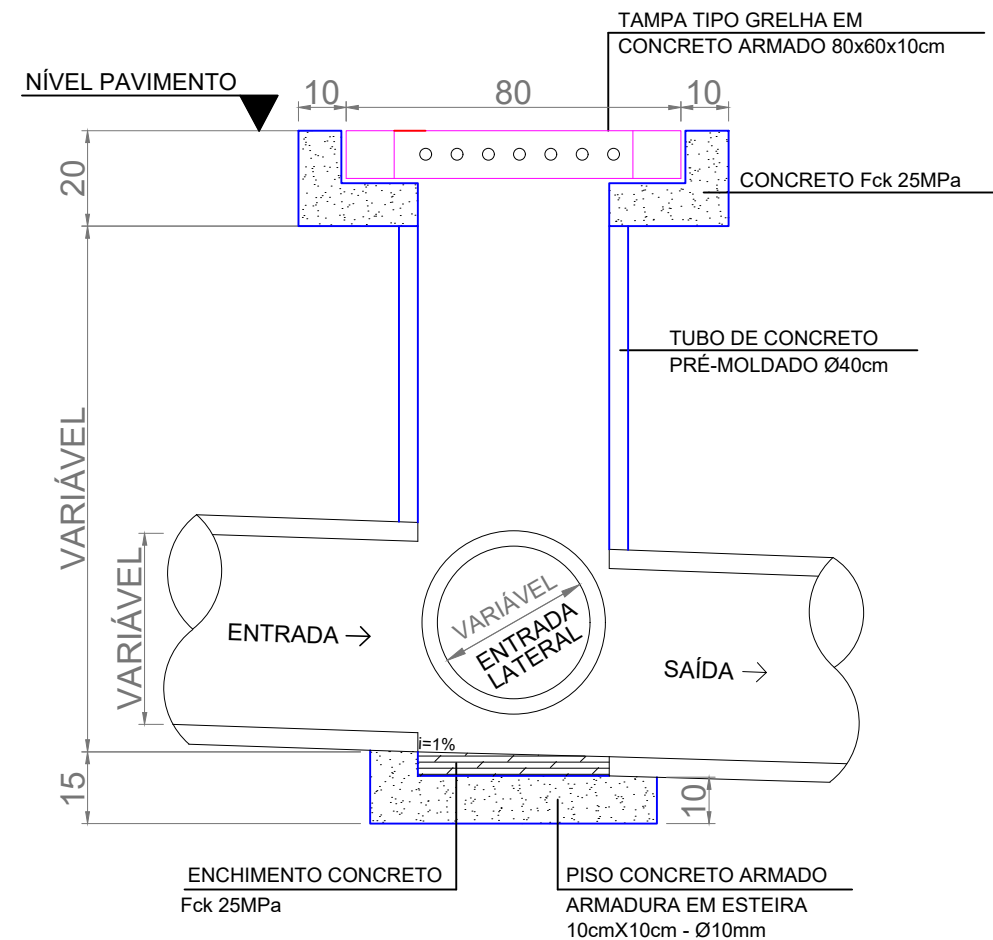 TAMPA TIPO GRELHA EM
CONCRETO ARMADO 80x60x10cm
NÍVEL PAVIMENTO
10
80
10
20
CONCRETO Fck 25MPa
TUBO DE CONCRETO
PRÉ-MOLDADO Ø40cm
VARIÁVEL
VARIÁVEL
ENTRADA →
VARIÁVEL
ENTRADA
LATERAL
SAÍDA →
i=1%
15
10
ENCHIMENTO CONCRETO
Fck 25MPa
PISO CONCRETO ARMADO
ARMADURA EM ESTEIRA
10cmX10cm - Ø10mm